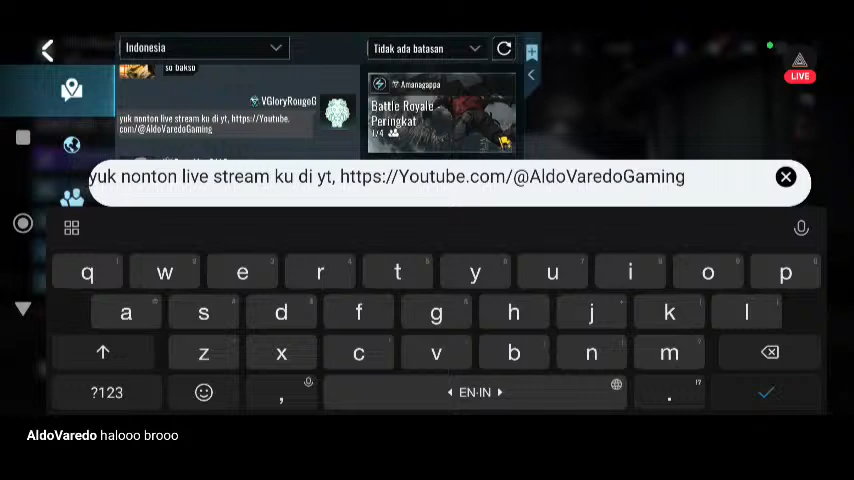 Indonesia
Tidak ada batasan
LIVE
so bakso
VGloryRougeG
yuk nonton live stream ku di yt, https://Youtube.
com/@AldoVaredoGaming
Amanagappa
Battle Royale
Peringkat
1/4
yuk nonton live stream ku di yt, https://Youtube.com/@AldoVaredoGaming
q w e r t y u i o p
a s d f g h j k l
z x c v b n m
?123 , EN-IN .
AldoVaredo halooo brooo